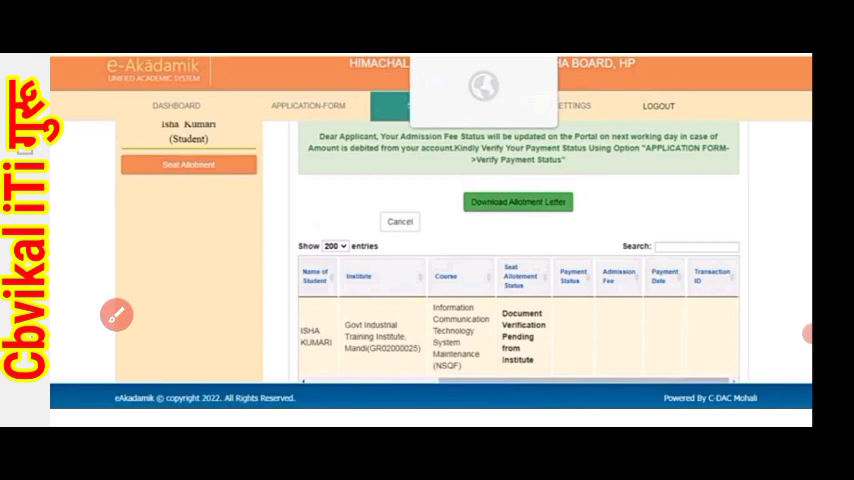 Cbvikal iTi गुरू
e-Akādamik
UNIFIED ACADEMIC SYSTEM
HIMACHAL
HA BOARD, HP
DASHBOARD
APPLICATION-FORM
S
ETTINGS
LOGOUT
Isha Kumari
(Student)
Seat Allotment
Dear Applicant, Your Admission Fee Status will be updated on the Portal on next working day in case of
Amount is debited from your account.Kindly Verify Your Payment Status Using Option "APPLICATION FORM-
>Verify Payment Status"
Download Allotment Letter
Cancel
Show 200 entries
Search:
Name of Student
Institute
Course
Seat Allotement Status
Payment Status
Admission Fee
Payment Date
Transaction ID
ISHA
KUMARI
Govt Industrial
Training Institute,
Mandi(GR02000025)
Information
Communication
Technology
System
Maintenance
(NSQF)
Document
Verification
Pending
from
Institute
eAkadamik © copyright 2022. All Rights Reserved.
Powered By C-DAC Mohali